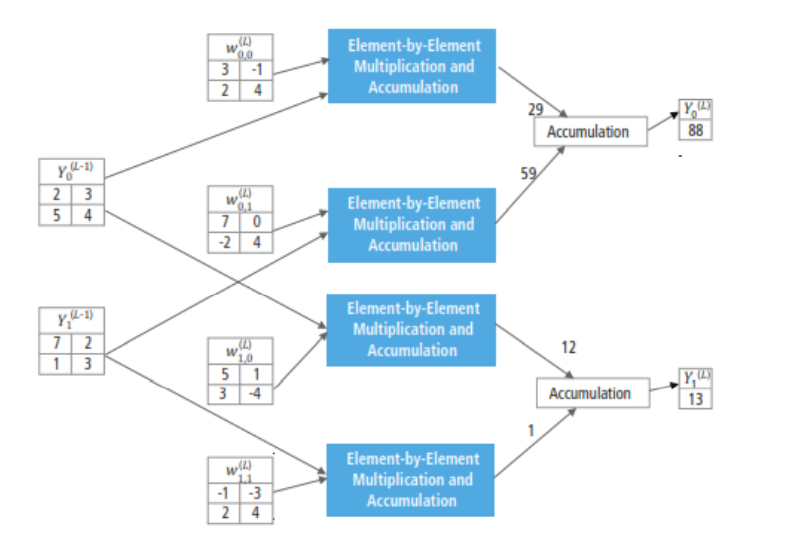 w0,0(L)
3 -1
2 4
Element-by-Element
Multiplication and
Accumulation
29
Accumulation
Y0(L)
88
Y0(L-1)
2 3
5 4
w0,1(L)
7 0
-2 4
Element-by-Element
Multiplication and
Accumulation
59
Y1(L-1)
7 2
1 3
w1,0(L)
5 1
3 -4
Element-by-Element
Multiplication and
Accumulation
12
Accumulation
Y1(L)
13
w1,1(L)
-1 -3
2 4
Element-by-Element
Multiplication and
Accumulation
1